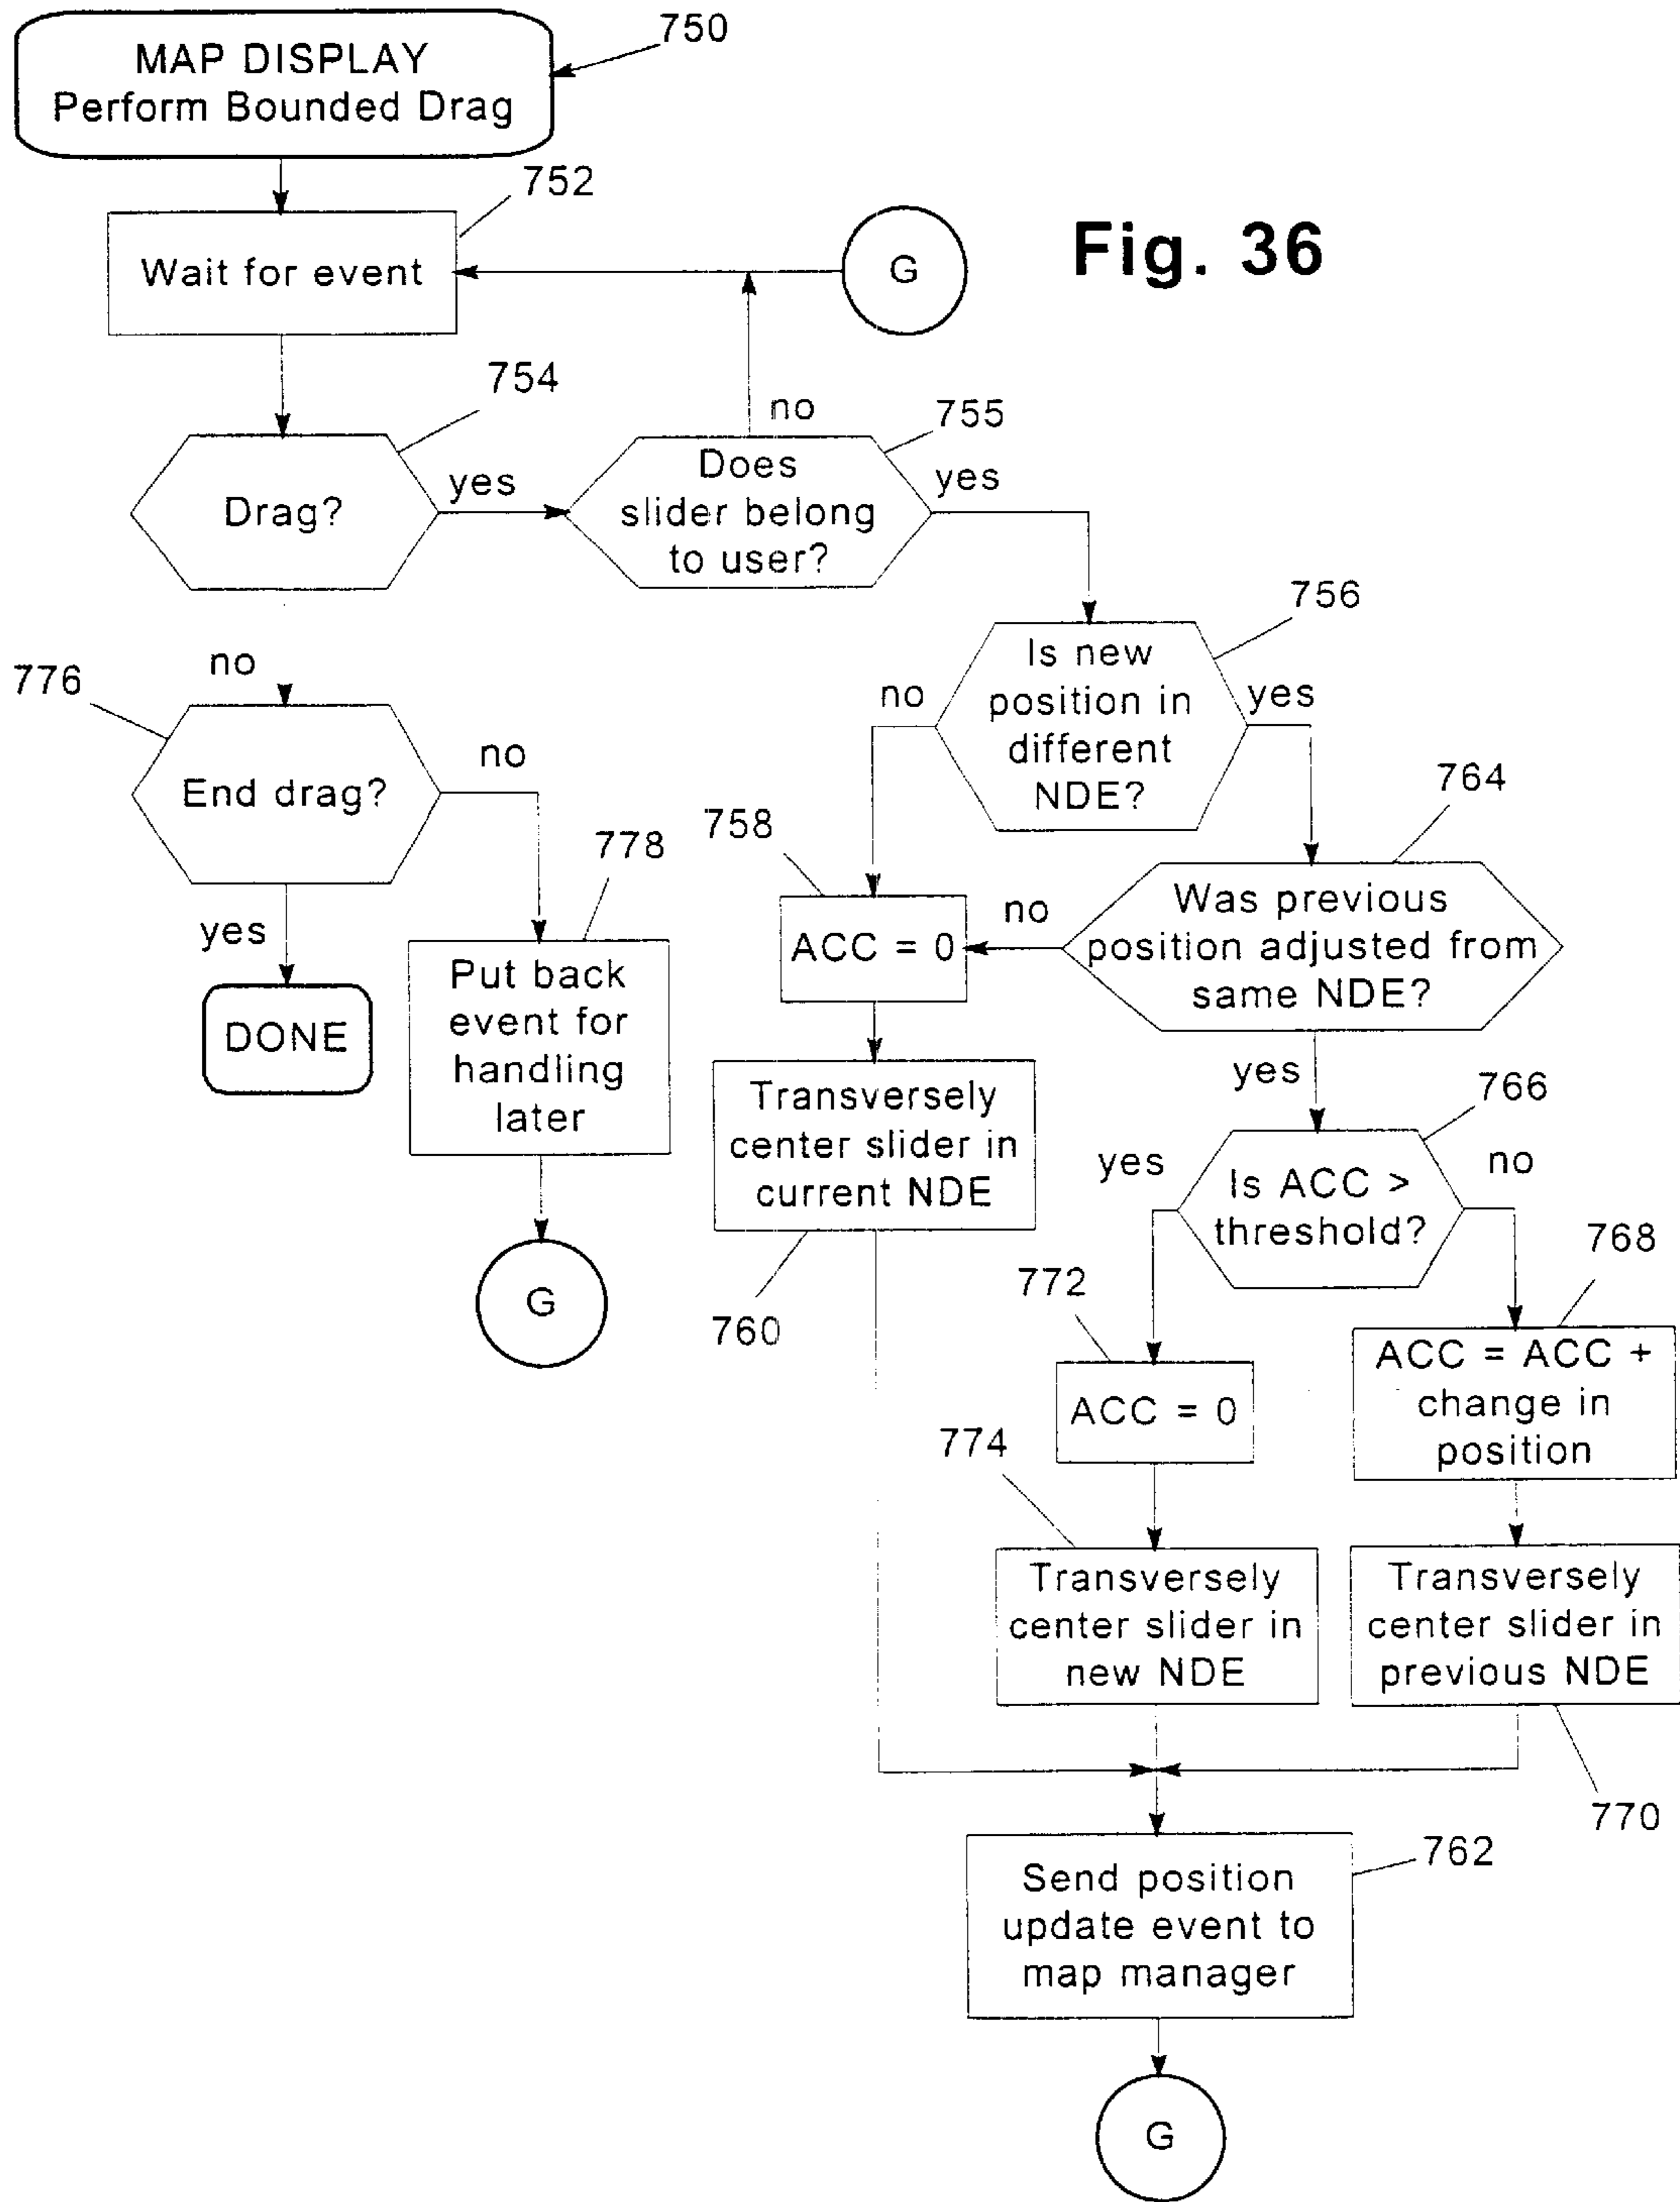 750
MAP DISPLAY
Perform Bounded Drag
752
Wait for event
G
Fig. 36
754
no
755
Drag?
yes
Does
slider belong
to user?
yes
756
Is new
position in
different
NDE?
no
yes
776
no
End drag?
no
764
758
778
Was previous
position adjusted from
same NDE?
no
ACC = 0
yes
DONE
Put back
event for
handling
later
yes
766
Transversely
center slider in
current NDE
yes
no
Is ACC >
threshold?
768
G
760
772
ACC = ACC +
change in
position
ACC = 0
774
Transversely
center slider in
new NDE
Transversely
center slider in
previous NDE
770
762
Send position
update event to
map manager
G